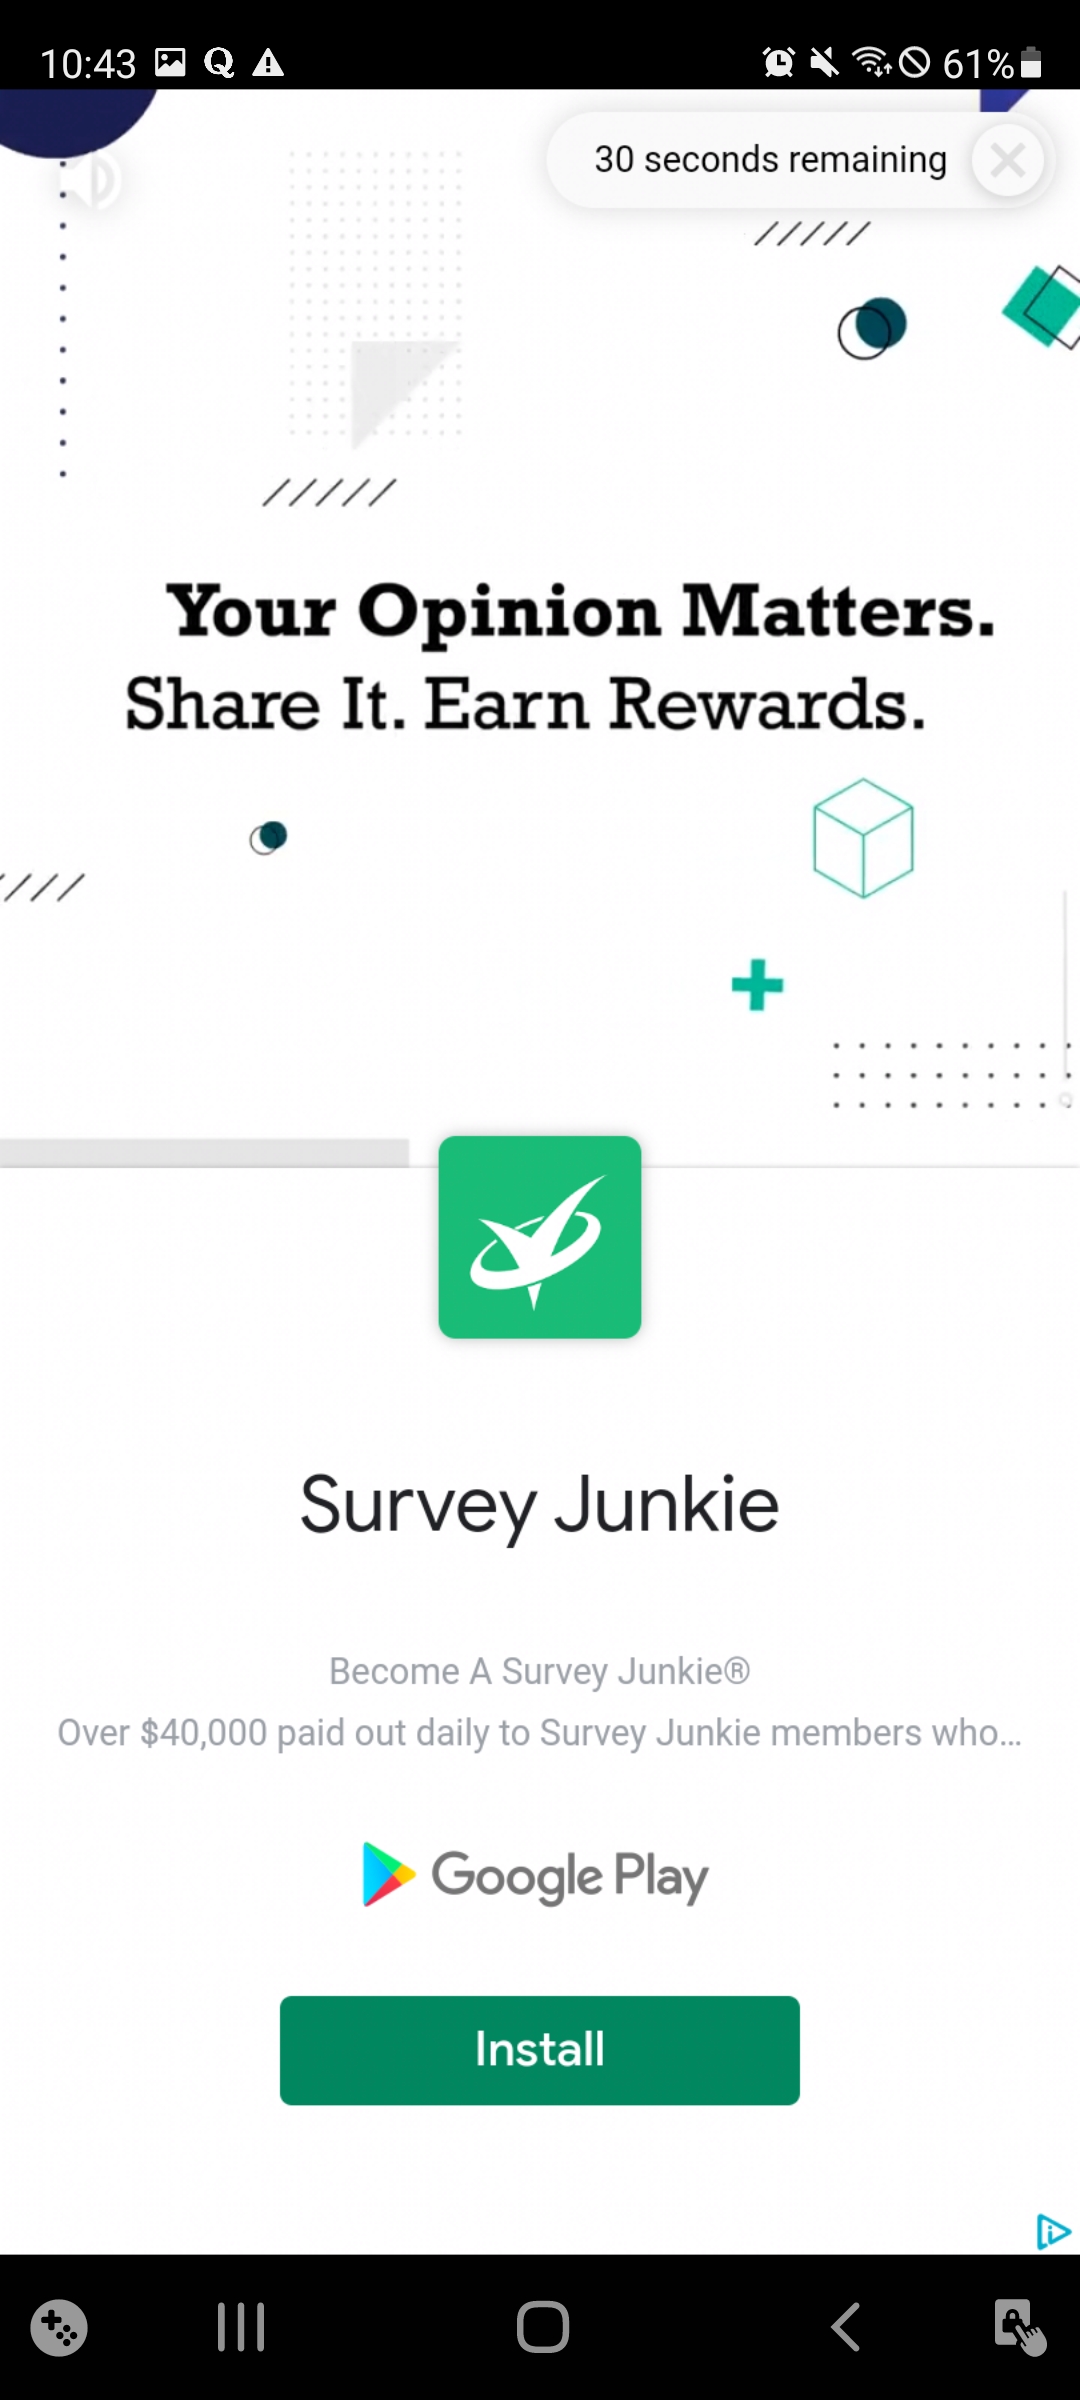 10:43
61%
30 seconds remaining
Your Opinion Matters.
Share It. Earn Rewards.
Survey Junkie
Become A Survey Junkie®
Over $40,000 paid out daily to Survey Junkie members who...
Google Play
Install